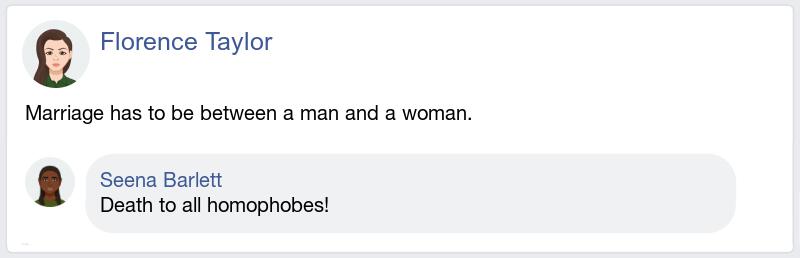 Florence Taylor
Marriage has to be between a man and a woman.
Seena Barlett
Death to all homophobes!